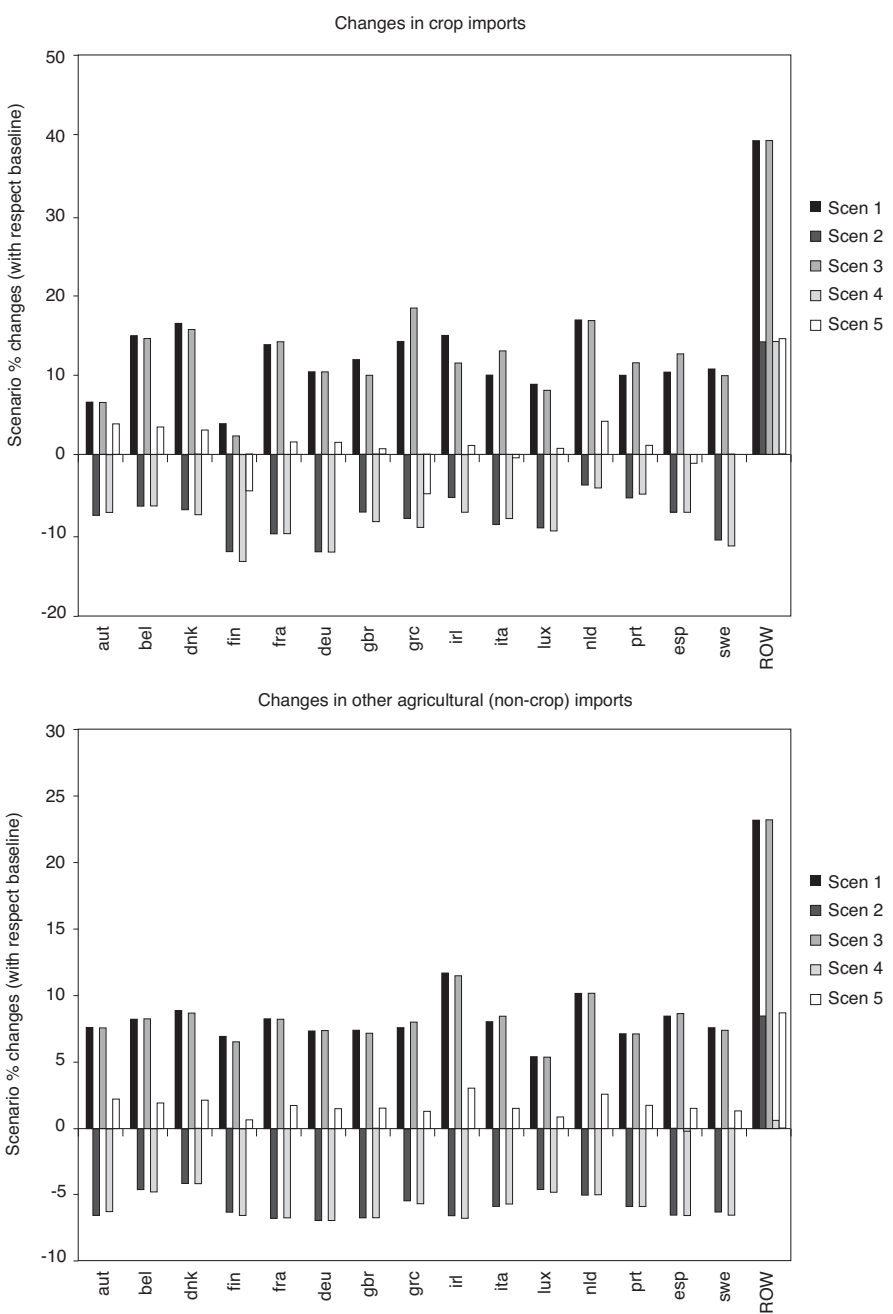 Changes in crop imports
Scenario % changes (with respect baseline)
50
40
30
20
10
0
-10
-20
aut bel dnk fin fra deu gbr grc irl ita lux nld prt esp swe ROW
Scen 1
Scen 2
Scen 3
Scen 4
Scen 5
Changes in other agricultural (non-crop) imports
Scenario % changes (with respect baseline)
30
25
20
15
10
5
0
-5
-10
aut bel dnk fin fra deu gbr grc irl ita lux nld prt esp swe ROW
Scen 1
Scen 2
Scen 3
Scen 4
Scen 5